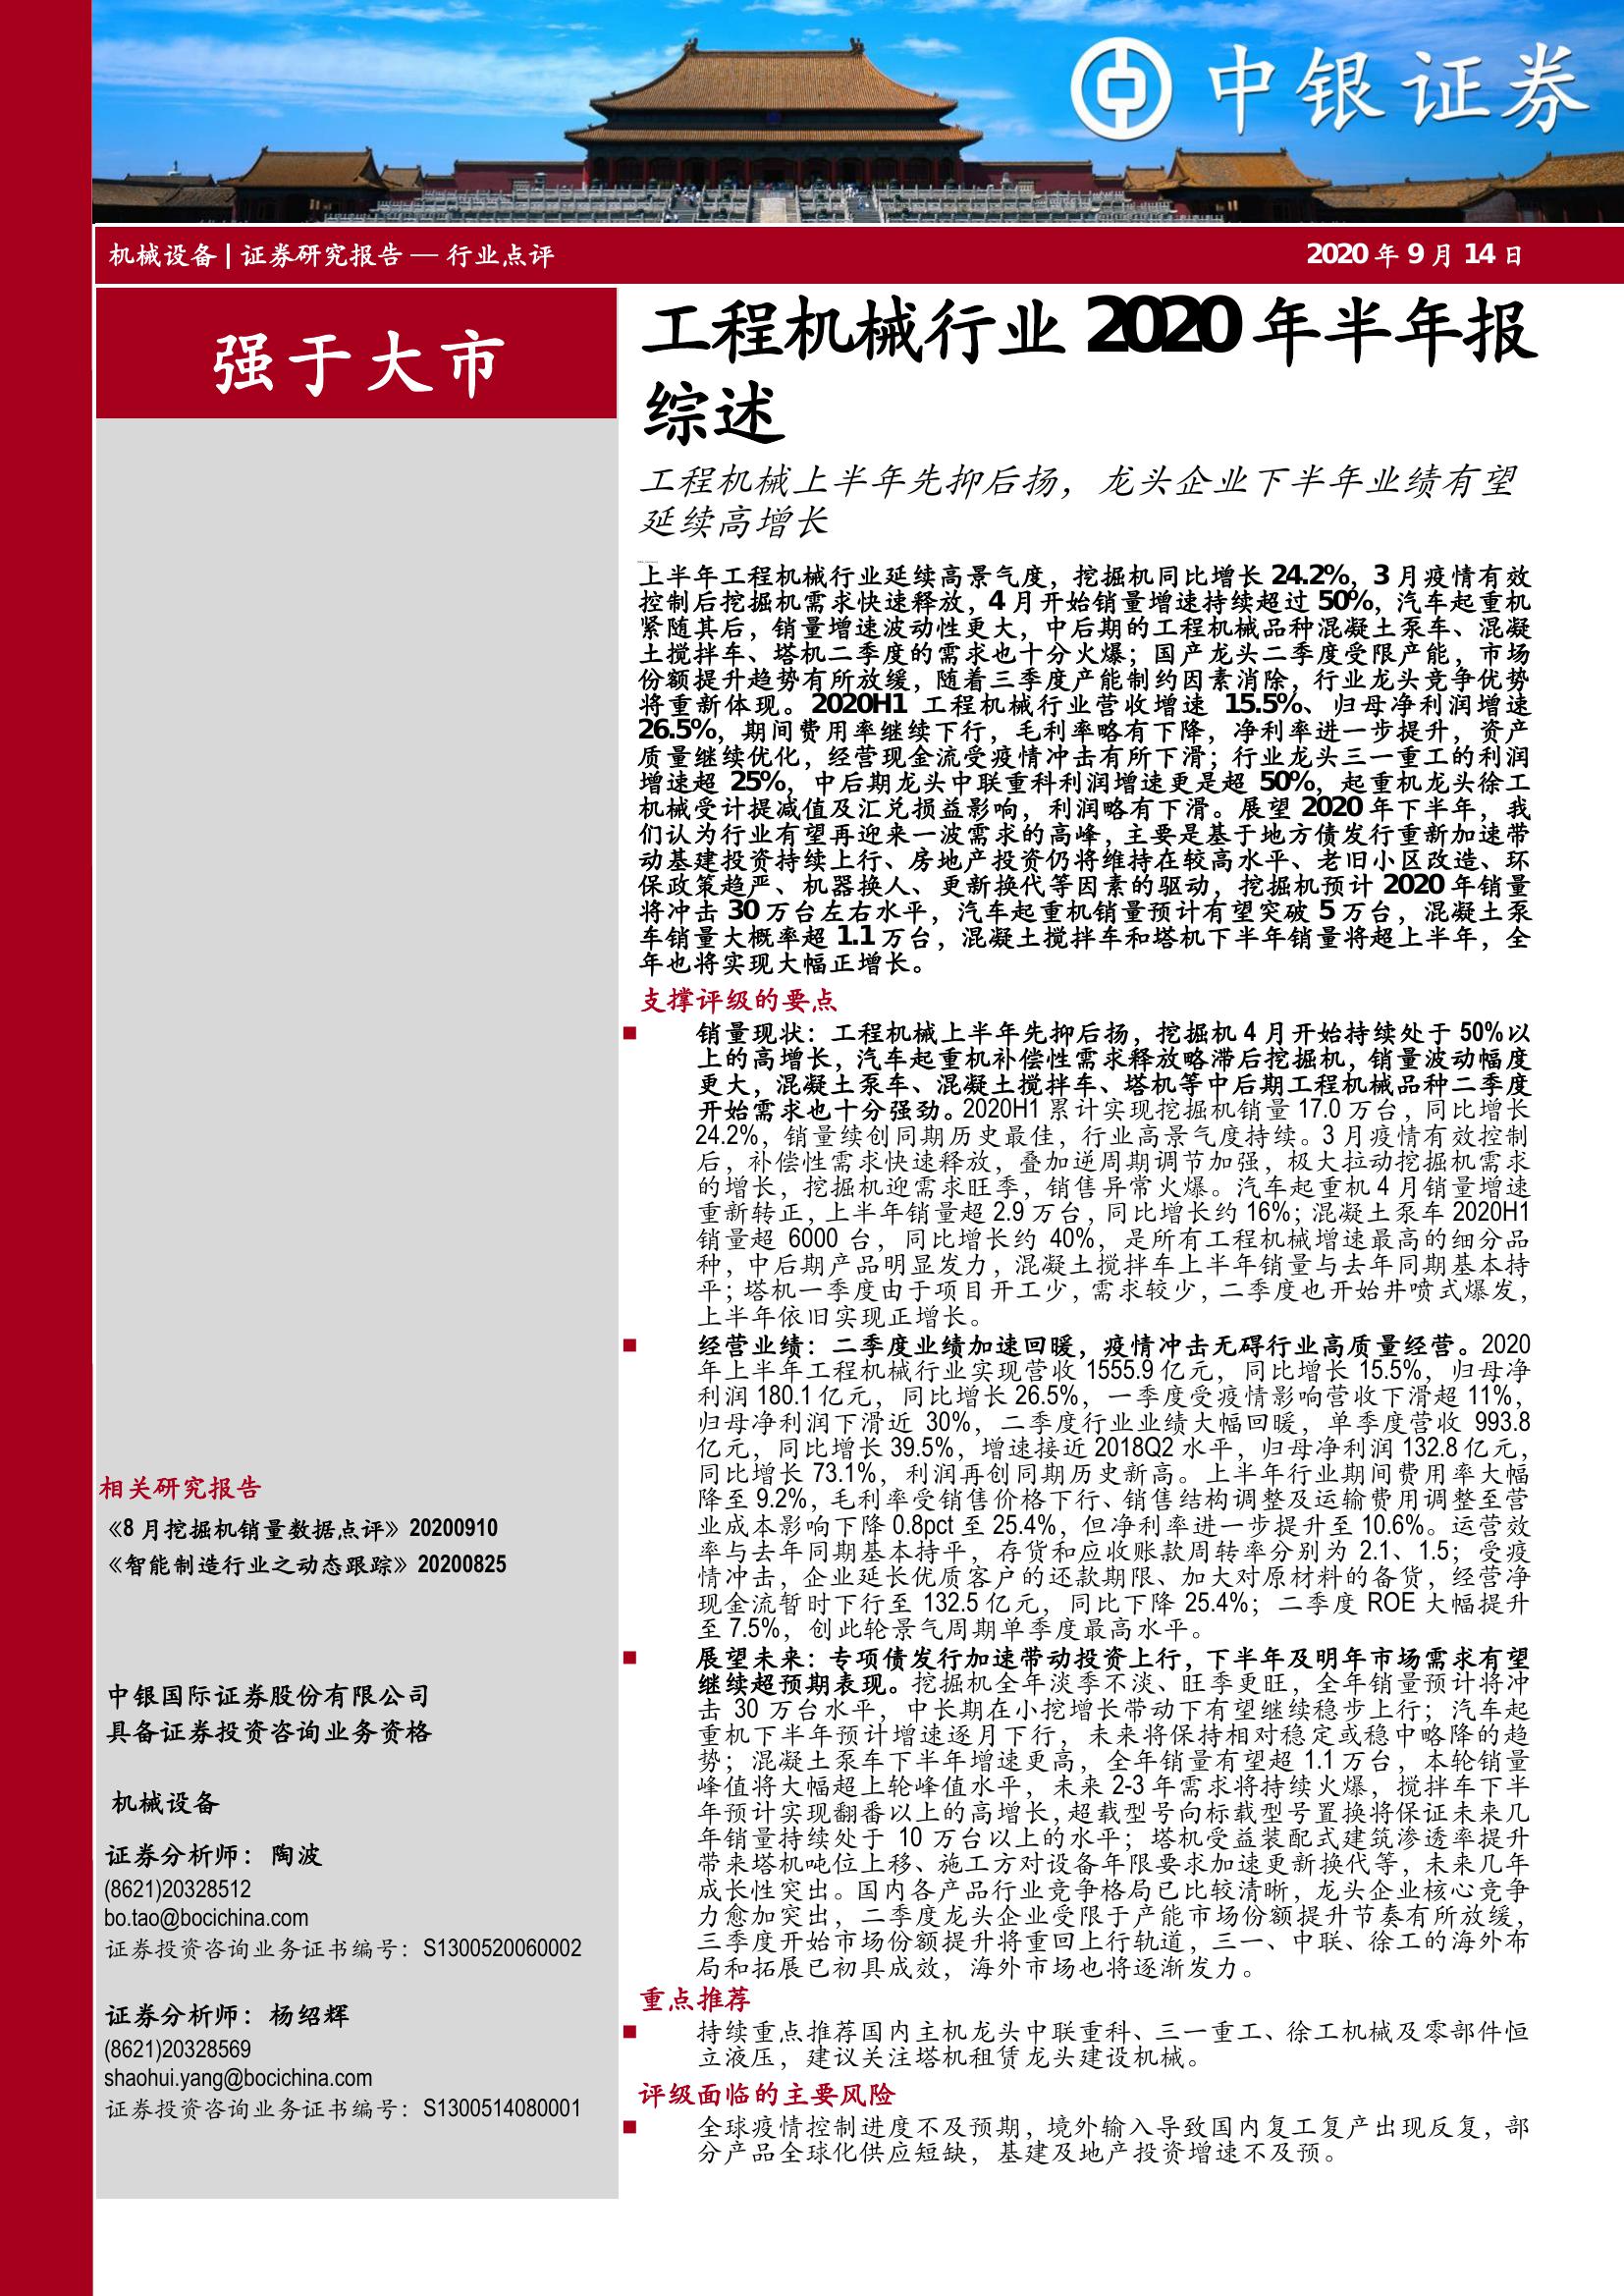 中银证券
机械设备 | 证券研究报告 — 行业点评
2020 年 9 月 14 日
强于大市
相关研究报告
《8 月挖掘机销量数据点评》20200910
《智能制造行业之动态跟踪》20200825
中银国际证券股份有限公司
具备证券投资咨询业务资格
机械设备
证券分析师：陶波
(8621)20328512
bo.tao@bocichina.com
证券投资咨询业务证书编号：S1300520060002
证券分析师：杨绍辉
(8621)20328569
shaohui.yang@bocichina.com
证券投资咨询业务证书编号：S1300514080001
工程机械行业 2020 年半年报
综述
工程机械上半年先抑后扬，龙头企业下半年业绩有望
延续高增长
上半年工程机械行业延续高景气度，挖掘机同比增长 24.2%，3 月疫情有效
控制后挖掘机需求快速释放，4 月开始销量增速持续超过 50%，汽车起重机
紧随其后，销量增速波动性更大，中后期的工程机械品种混凝土泵车、混凝
土搅拌车、塔机二季度的需求也十分火爆；国产龙头二季度受限产能，市场
份额提升趋势有所放缓，随着三季度产能制约因素消除，行业龙头竞争优势
将重新体现。2020H1 工程机械行业营收增速 15.5%、归母净利润增速
26.5%，期间费用率继续下行，毛利率略有下降，净利率进一步提升，资产
质量继续优化，经营现金流受疫情冲击有所下滑；行业龙头三一重工的利润
增速超 25%，中后期龙头中联重科利润增速更是超 50%，起重机龙头徐工
机械受计提减值及汇兑损益影响，利润略有下滑。展望 2020 年下半年，我
们认为行业有望再迎来一波需求的高峰，主要是基于地方债发行重新加速带
动基建投资持续上行、房地产投资仍将维持在较高水平、老旧小区改造、环
保政策趋严、机器换人、更新换代等因素的驱动，挖掘机预计 2020 年销量
将冲击 30 万台左右水平，汽车起重机销量预计有望突破 5 万台，混凝土泵
车销量大概率超 1.1 万台，混凝土搅拌车和塔机下半年销量将超上半年，全
年也将实现大幅正增长。
支撑评级的要点
■ 销量现状：工程机械上半年先抑后扬，挖掘机 4 月开始持续处于 50%以
上的高增长，汽车起重机补偿性需求释放略滞后挖掘机，销量波动幅度
更大，混凝土泵车、混凝土搅拌车、塔机等中后期工程机械品种二季度
开始需求也十分强劲。2020H1 累计实现挖掘机销量 17.0 万台，同比增长
24.2%，销量续创同期历史最佳，行业高景气度持续。3 月疫情有效控制
后，补偿性需求快速释放，叠加逆周期调节加强，极大拉动挖掘机需求
的增长，挖掘机迎需求旺季，销售异常火爆。汽车起重机 4 月销量增速
重新转正，上半年销量超 2.9 万台，同比增长约 16%；混凝土泵车 2020H1
销量超 6000 台，同比增长约 40%，是所有工程机械增速最高的细分品
种，中后期产品明显发力，混凝土搅拌车上半年销量与去年同期基本持
平；塔机一季度由于项目开工少，需求较少，二季度也开始井喷式爆发，
上半年依旧实现正增长。
■ 经营业绩：二季度业绩加速回暖，疫情冲击无碍行业高质量经营。2020
年上半年工程机械行业实现营收 1555.9 亿元，同比增长 15.5%，归母净
利润 180.1 亿元，同比增长 26.5%，一季度受疫情影响营收下滑超 11%，
归母净利润下滑近 30%，二季度行业业绩大幅回暖，单季度营收 993.8
亿元，同比增长 39.5%，增速接近 2018Q2 水平，归母净利润 132.8 亿元，
同比增长 73.1%，利润再创同期历史新高。上半年行业期间费用率大幅
降至 9.2%，毛利率受销售价格下行、销售结构调整及运输费用调整至营
业成本影响下降 0.8pct 至 25.4%，但净利率进一步提升至 10.6%。运营效
率与去年同期基本持平，存货和应收账款周转率分别为 2.1、1.5；受疫
情冲击，企业延长优质客户的还款期限、加大对原材料的备货，经营净
现金流暂时下行至 132.5 亿元，同比下降 25.4%；二季度 ROE 大幅提升
至 7.5%，创此轮景气周期单季度最高水平。
■ 展望未来：专项债发行加速带动投资上行，下半年及明年市场需求有望
继续超预期表现。挖掘机全年淡季不淡、旺季更旺，全年销量预计将冲
击 30 万台水平，中长期在小挖增长带动下有望继续稳步上行；汽车起
重机下半年预计增速逐月下行，未来将保持相对稳定或稳中略降的趋
势；混凝土泵车下半年增速更高，全年销量有望超 1.1 万台，本轮销量
峰值将大幅超上轮峰值水平，未来 2-3 年需求将持续火爆，搅拌车下半
年预计实现翻番以上的高增长，超载型号向标载型号置换将保证未来几
年销量持续处于 10 万台以上的水平；塔机受益装配式建筑渗透率提升
带来塔机吨位上移、施工方对设备年限要求加速更新换代等，未来几年
成长性突出。国内各产品行业竞争格局已比较清晰，龙头企业核心竞争
力愈加突出，二季度龙头企业受限于产能市场份额提升节奏有所放缓，
三季度开始市场份额提升将重回上行轨道，三一、中联、徐工的海外布
局和拓展已初具成效，海外市场也将逐渐发力。
重点推荐
■ 持续重点推荐国内主机龙头中联重科、三一重工、徐工机械及零部件恒
立液压，建议关注塔机租赁龙头建设机械。
评级面临的主要风险
■ 全球疫情控制进度不及预期，境外输入导致国内复工复产出现反复，部
分产品全球化供应短缺，基建及地产投资增速不及预。